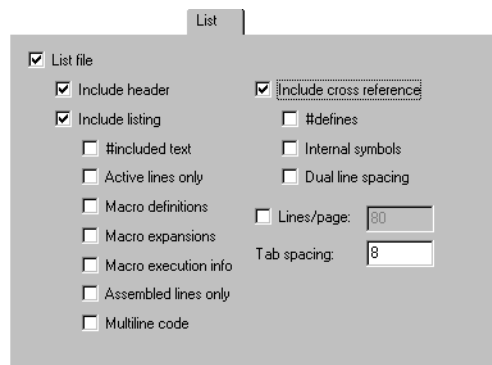 List
List file
Include header
Include listing
#included text
Active lines only
Macro definitions
Macro expansions
Macro execution info
Assembled lines only
Multiline code
Include cross reference
#defines
Internal symbols
Dual line spacing
Lines/page: 80
Tab spacing: 8